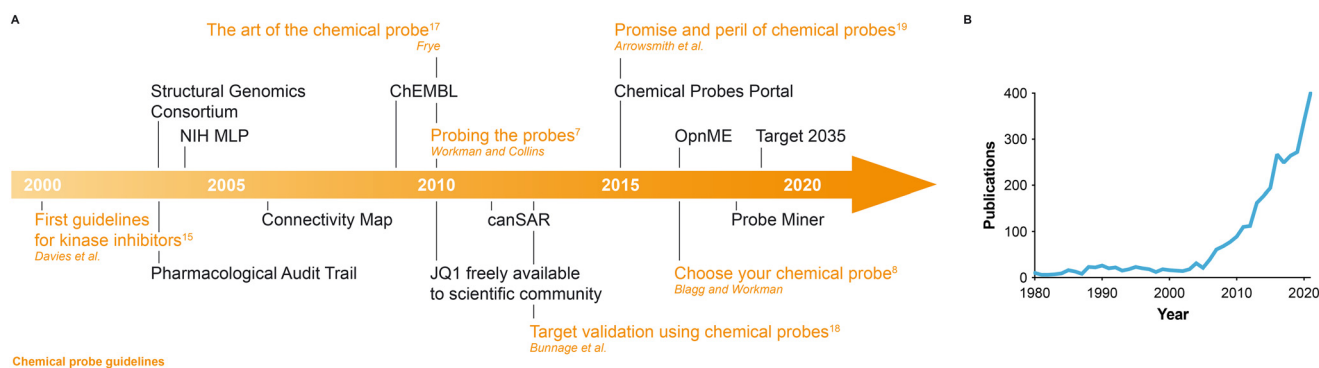 A
The art of the chemical probe17
Frye
Promise and peril of chemical probes19
Arrowsmith et al.
Structural Genomics
Consortium
ChEMBL
Chemical Probes Portal
NIH MLP
Probing the probes7
Workman and Collins
OpnME
Target 2035
2000
2005
2010
2015
2020
First guidelines
for kinase inhibitors15
Davies et al.
Connectivity Map
canSAR
Probe Miner
Pharmacological Audit Trail
JQ1 freely available
to scientific community
Choose your chemical probe8
Blagg and Workman
Target validation using chemical probes18
Bunnage et al.
Chemical probe guidelines
B
Publications
400
300
200
100
0
1980
1990
2000
2010
2020
Year